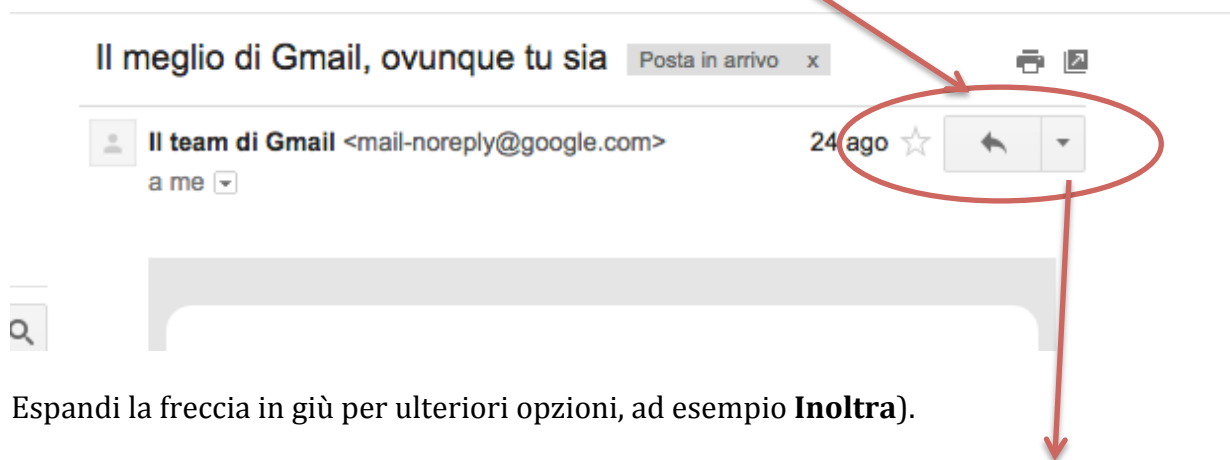 Il meglio di Gmail, ovunque tu sia Posta in arrivo x
Il team di Gmail <mail-noreply@google.com> 24 ago
a me
Espandi la freccia in giù per ulteriori opzioni, ad esempio Inoltra).